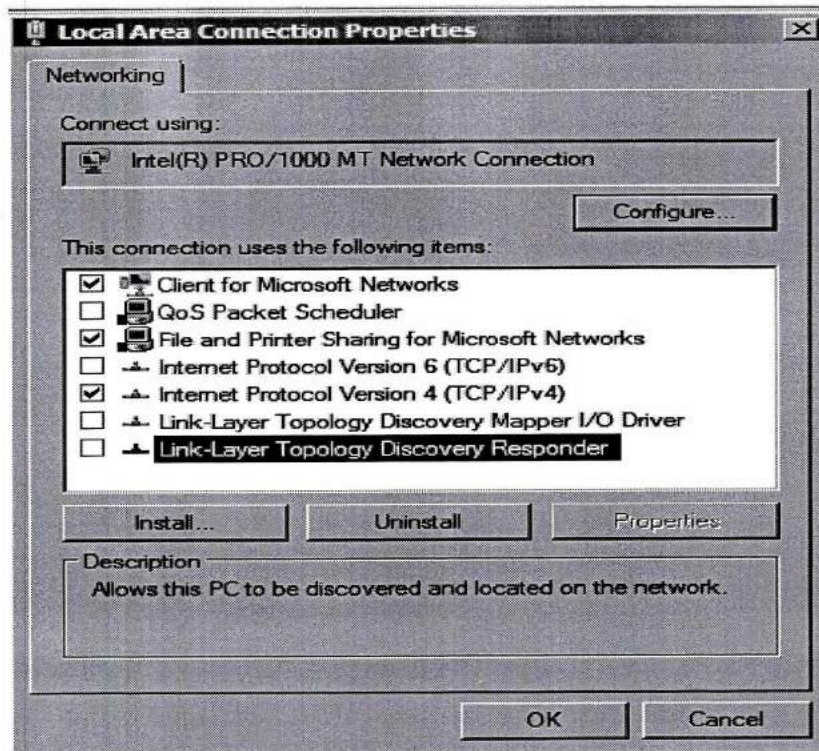 Local Area Connection Properties
Networking
Connect using:
Intel(R) PRO/1000 MT Network Connection
Configure...
This connection uses the following items:
Client for Microsoft Networks
QoS Packet Scheduler
File and Printer Sharing for Microsoft Networks
Internet Protocol Version 6 (TCP/IPv6)
Internet Protocol Version 4 (TCP/IPv4)
Link-Layer Topology Discovery Mapper I/O Driver
Link-Layer Topology Discovery Responder
Install... Uninstall Properties
Description
Allows this PC to be discovered and located on the network.
OK Cancel